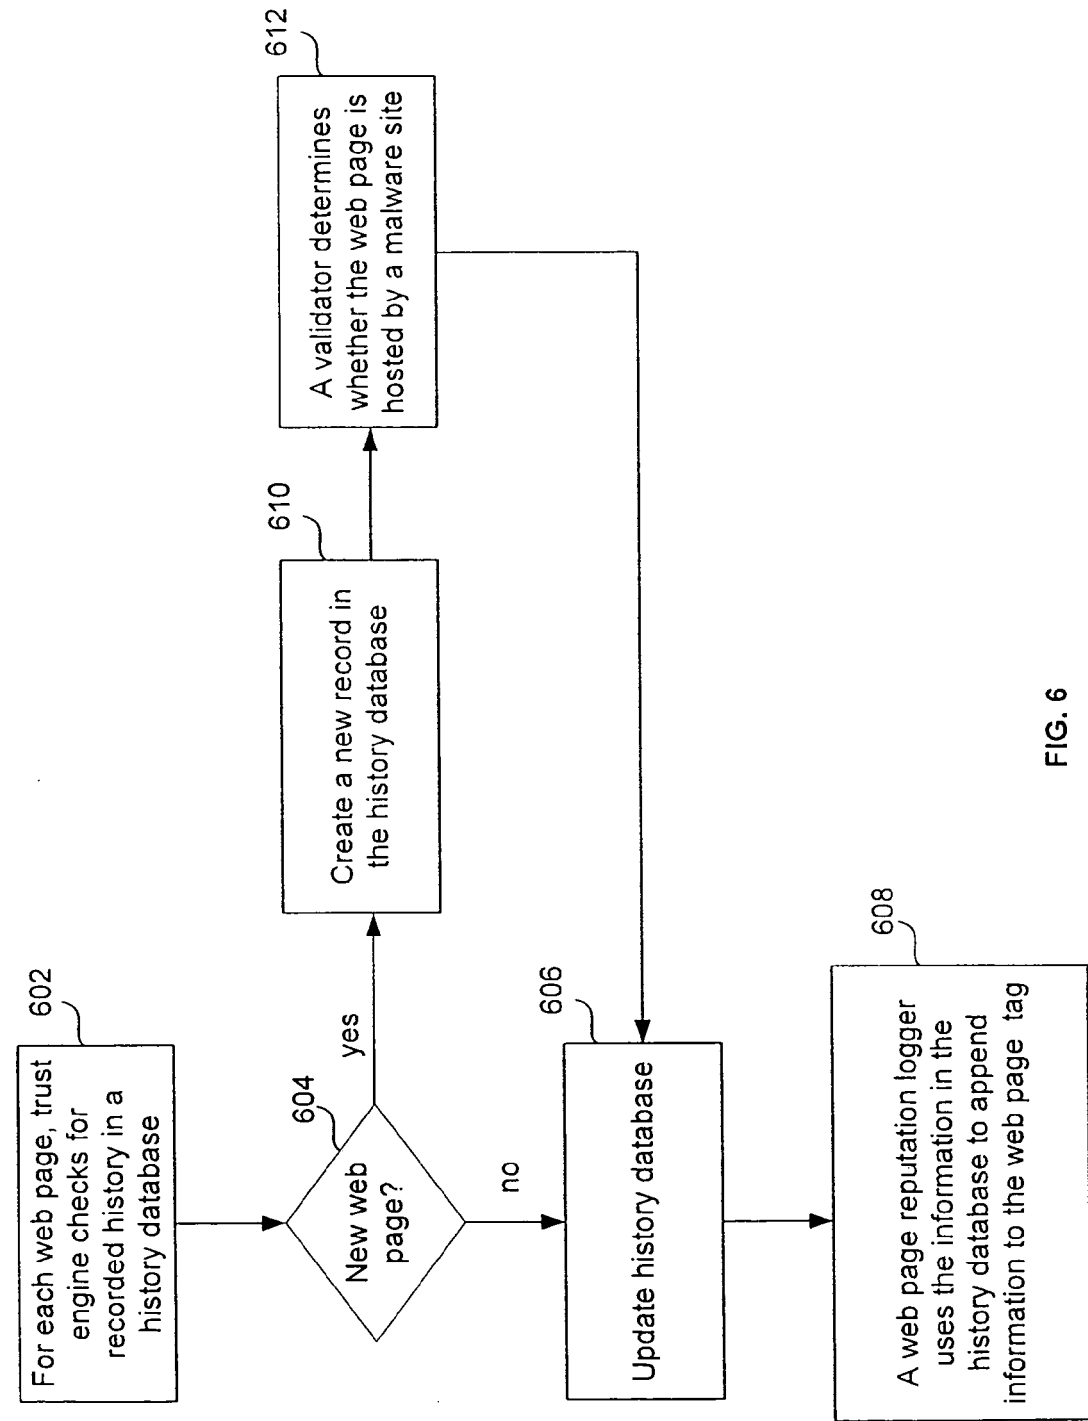 602
For each web page, trust
engine checks for
recorded history in a
history database
604
New web
page?
yes
no
610
Create a new record in
the history database
612
A validator determines
whether the web page is
hosted by a malware site
606
Update history database
608
A web page reputation logger
uses the information in the
history database to append
information to the web page tag
FIG. 6